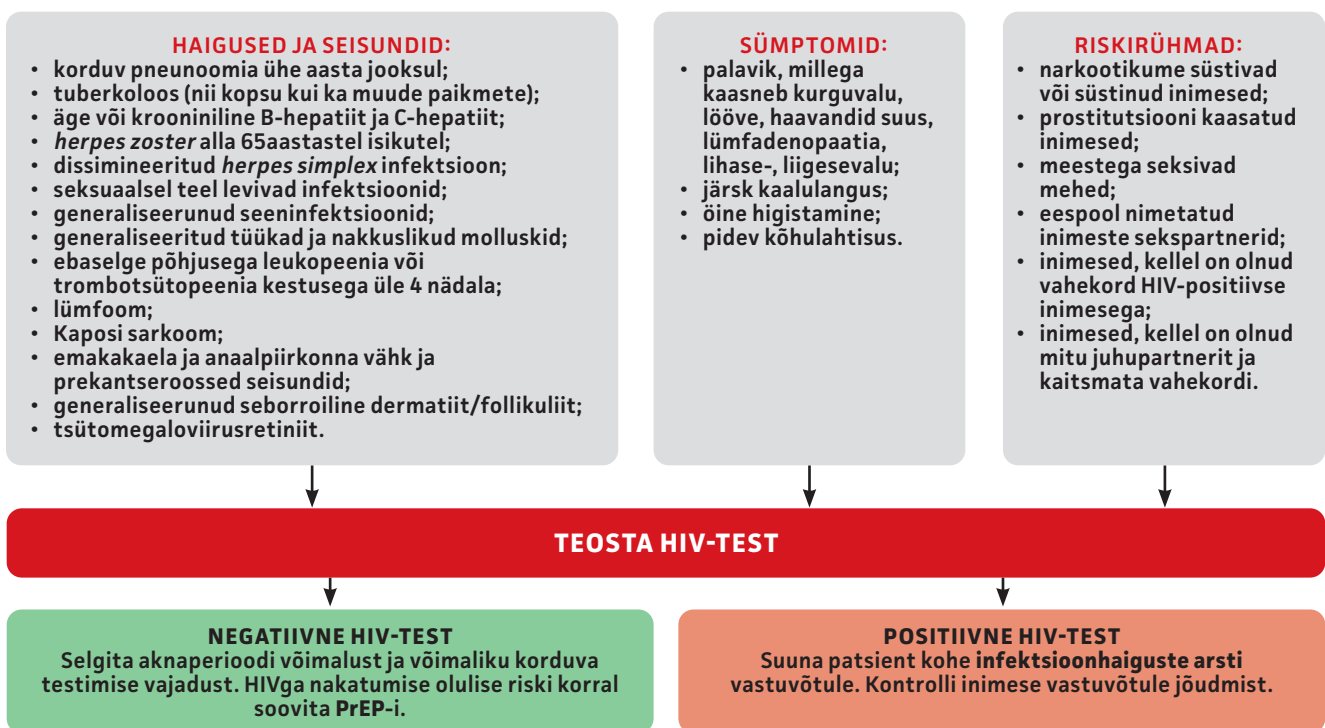 HAIGUSED JA SEISUNDID:
• korduv pneunoomia ühe aasta jooksul;
• tuberkoloos (nii kopsu kui ka muude paikmete);
• äge või krooniniline B-hepatiit ja C-hepatiit;
• herpes zoster alla 65aastastel isikutel;
• dissimineeritud herpes simplex infektsioon;
• seksuaalsel teel levivad infektsioonid;
• generaliseerunud seeninfektsioonid;
• generaliseeritud tüükad ja nakkuslikud molluskid;
• ebaselge põhjusega leukopeenia või
trombotsütopeenia kestusega üle 4 nädala;
• lümfoom;
• Kaposi sarkoom;
• emakakaela ja anaalpiirkonna vähk ja
prekantseroossed seisundid;
• generaliseerunud seborroiline dermatiit/follikuliit;
• tsütomegaloviirusretiniit.
SÜMPTOMID:
• palavik, millega
kaasneb kurguvalu,
lööve, haavandid suus,
lümfadenopaatia,
lihase-, liigesevalu;
• järsk kaalulangus;
• öine higistamine;
• pidev kõhulahtisus.
RISKIRÜHMAD:
• narkootikume süstivad
või süstinud inimesed;
• prostitutsiooni kaasatud
inimesed;
• meestega seksivad
mehed;
• eespool nimetatud
inimeste sekspartnerid;
• inimesed, kellel on olnud
vahekord HIV-positiivse
inimesega;
• inimesed, kellel on olnud
mitu juhupartnerit ja
kaitsmata vahekordi.
TEOSTA HIV-TEST
NEGATIIVNE HIV-TEST
Selgita aknaperioodi võimalust ja võimaliku korduva
testimise vajadust. HIVga nakatumise olulise riski korral
soovita PrEP-i.
POSITIIVNE HIV-TEST
Suuna patsient kohe infektsioonhaiguste arsti
vastuvõtule. Kontrolli inimese vastuvõtule jõudmist.